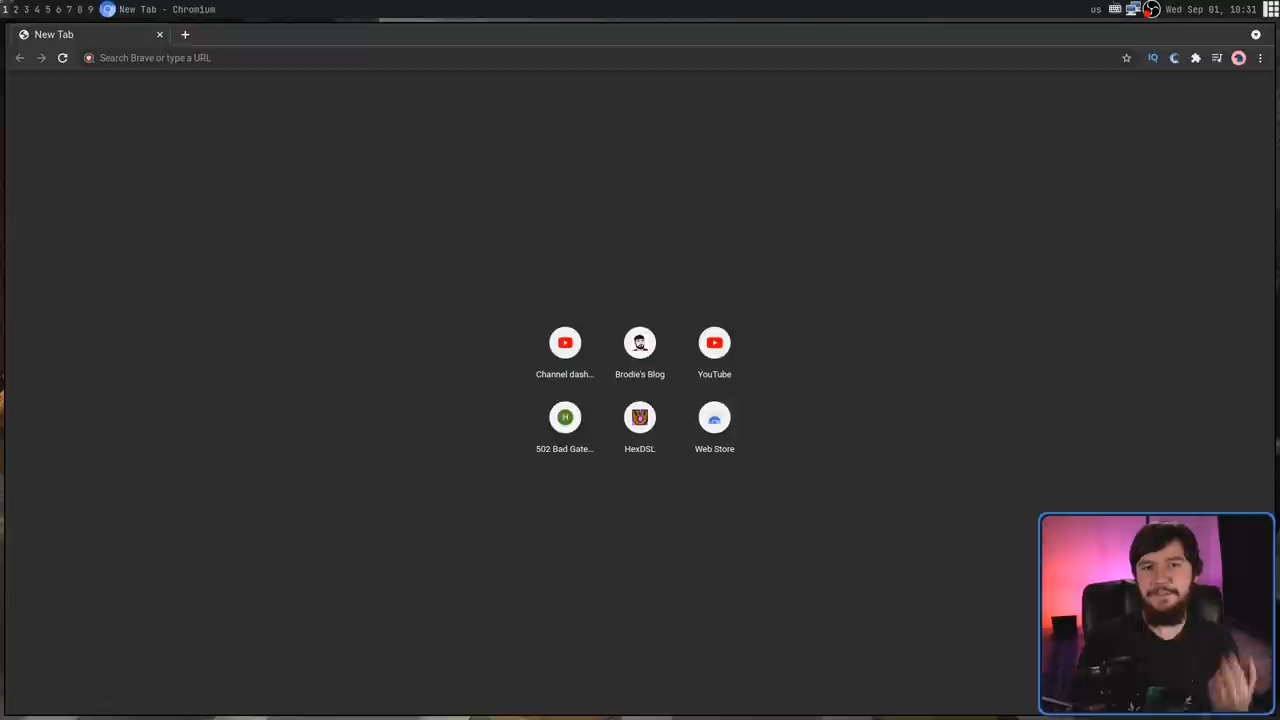 1 2 3 4 5 6 7 8 9 New Tab - Chromium us Wed Sep 01, 10:31
New Tab
Search Brave or type a URL IQ
Channel dash... Brodie's Blog YouTube
H
502 Bad Gate... HexDSL Web Store